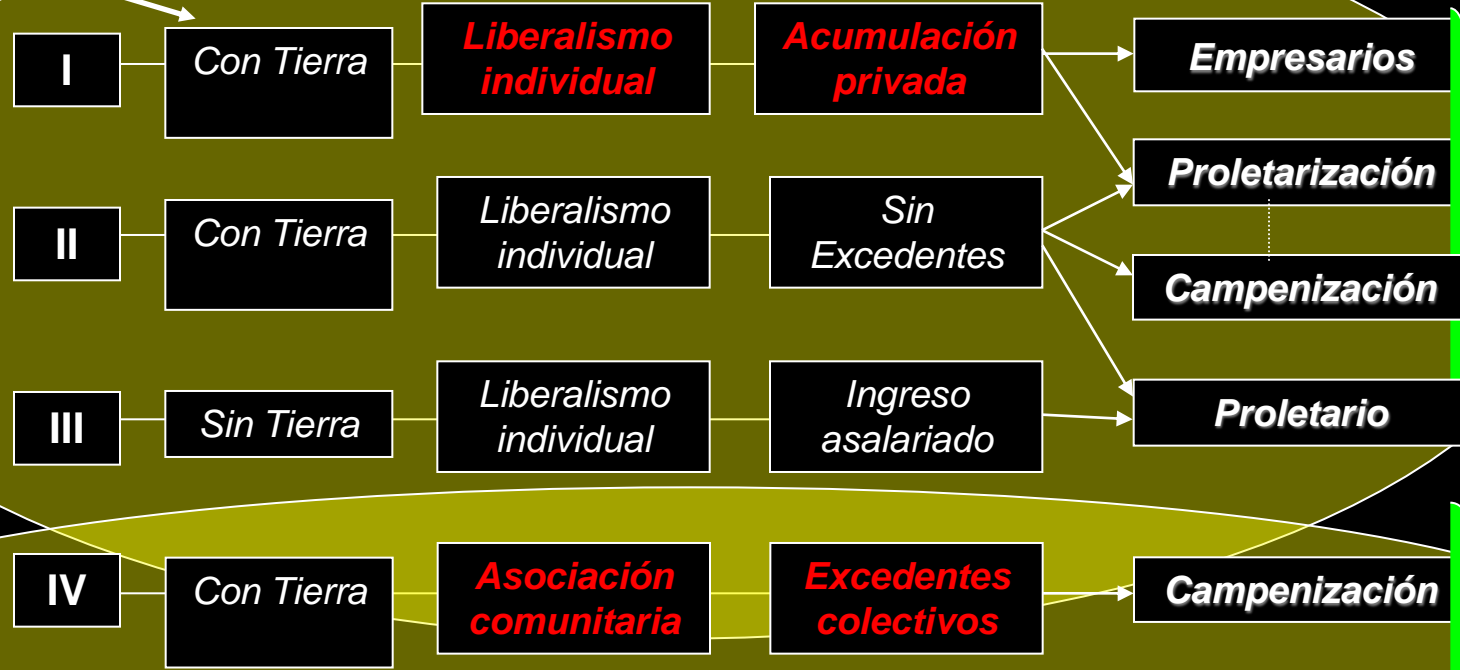 I
Con Tierra
Liberalismo
individual
Acumulación
privada
Empresarios
Proletarización
II
Con Tierra
Liberalismo
individual
Sin
Excedentes
Campenización
III
Sin Tierra
Liberalismo
individual
Ingreso
asalariado
Proletario
IV
Con Tierra
Asociación
comunitaria
Excedentes
colectivos
Campenización